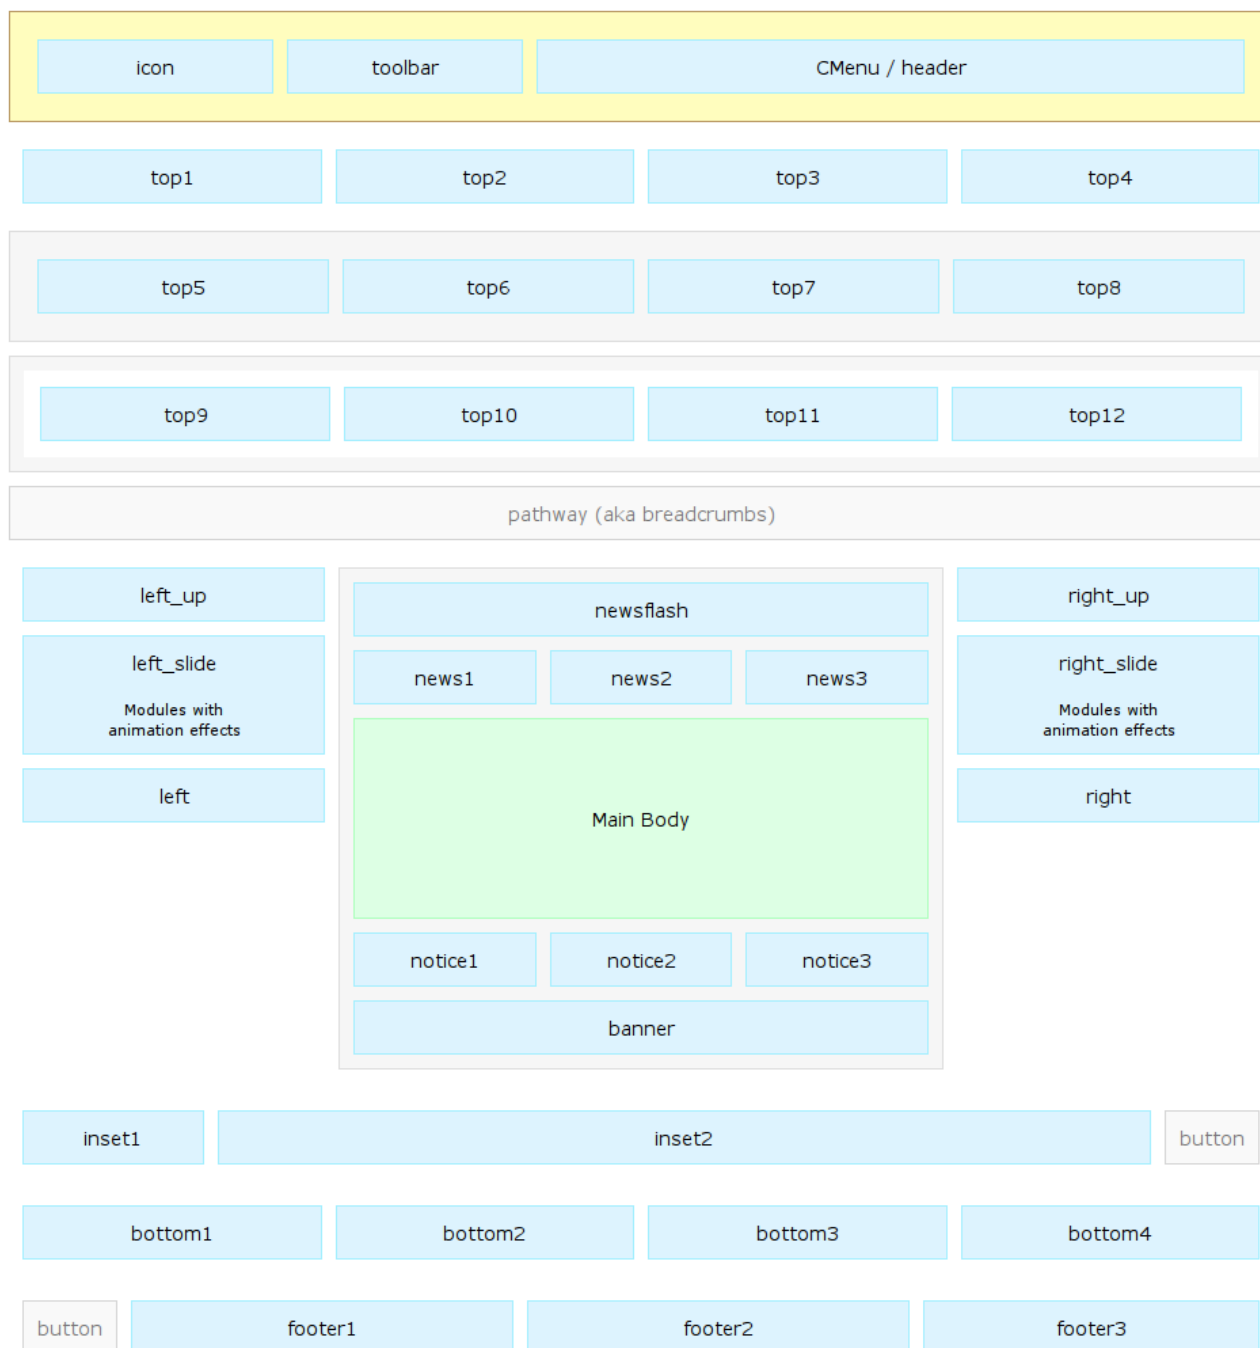 icon toolbar CMenu / header
top1 top2 top3 top4
top5 top6 top7 top8
top9 top10 top11 top12
pathway (aka breadcrumbs)
left_up
left_slide
Modules with
animation effects
left
newsflash
news1 news2 news3
Main Body
notice1 notice2 notice3
banner
right_up
right_slide
Modules with
animation effects
right
inset1 inset2 button
bottom1 bottom2 bottom3 bottom4
button footer1 footer2 footer3